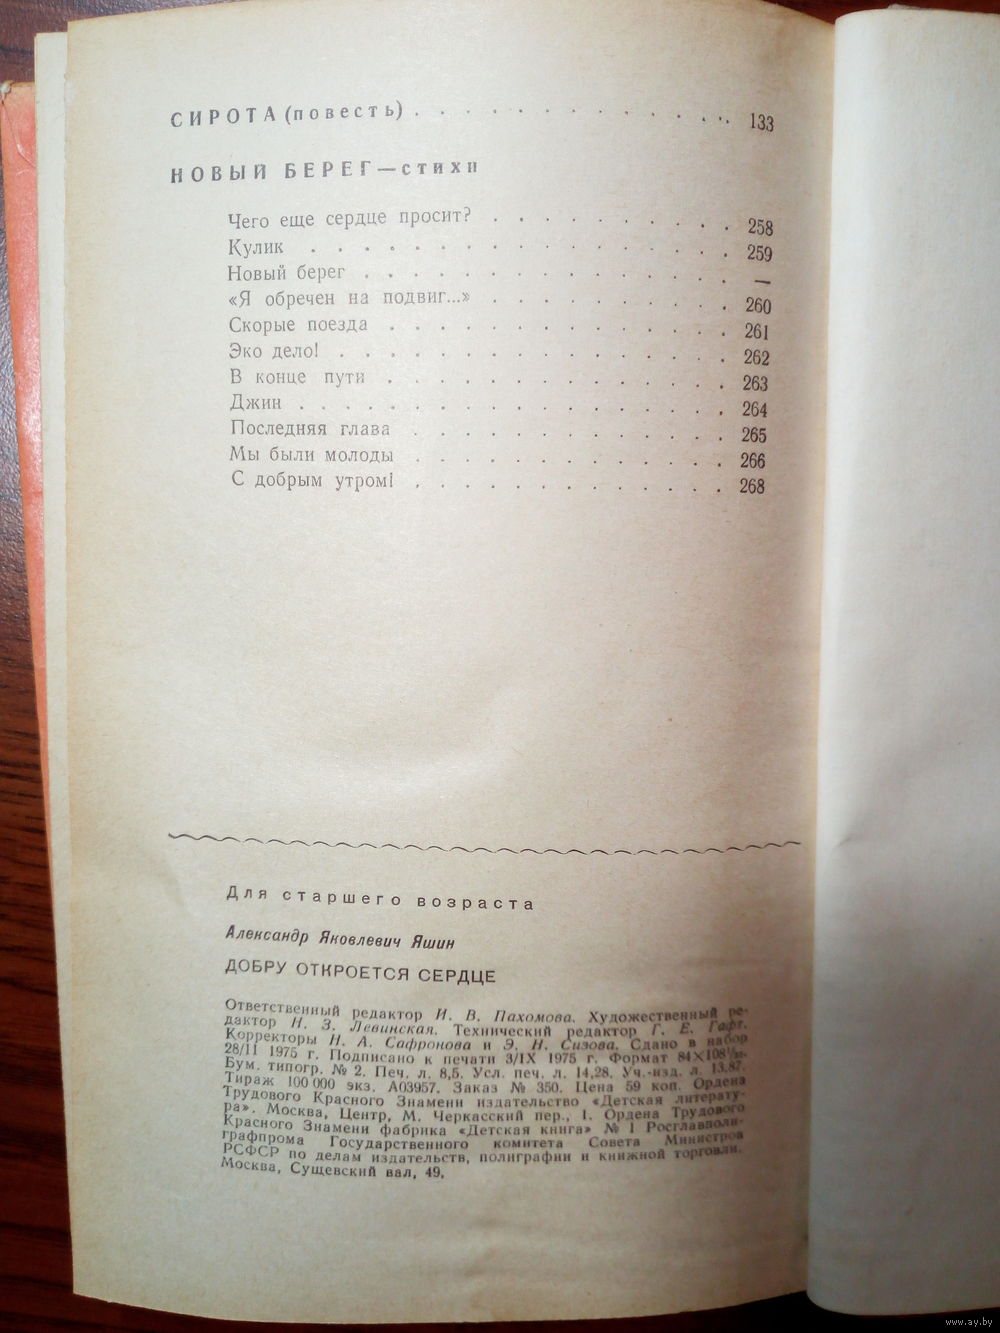 СИРОТА (повесть) . . . . . . . . . . . . . . 133
НОВЫЙ БЕРЕГ — стихи
Чего еще сердце просит? . . . . . . . . . 258
Кулик . . . . . . . . . . . . . . . 259
Новый берег . . . . . . . . . . . . . —
«Я обречен на подвиг...» . . . . . . . . . 260
Скорые поезда . . . . . . . . . . . . 261
Эко дело! . . . . . . . . . . . . . . 262
В конце пути . . . . . . . . . . . . 263
Джин . . . . . . . . . . . . . . . 264
Последняя глава . . . . . . . . . . . 265
Мы были молоды . . . . . . . . . . . 266
С добрым утром! . . . . . . . . . . . 268
Для старшего возраста
Александр Яковлевич Яшин
ДОБРУ ОТКРОЕТСЯ СЕРДЦЕ
Ответственный редактор И. В. Пахомова. Художественный ре-
дактор Н. З. Левинская. Технический редактор Г. Е. Гафт.
Корректоры Н. А. Сафронова и Э. Н. Сизова. Сдано в набор
28/II 1975 г. Подписано к печати 3/IX 1975 г. Формат 84×108 1/32.
Бум. типогр. № 2. Печ. л. 8,5. Усл. печ. л. 14,28. Уч.-изд. л. 13,87.
Тираж 100 000 экз. А03957. Заказ № 350. Цена 59 коп. Ордена
Трудового Красного Знамени издательство «Детская литерату-
ра». Москва, Центр, М. Черкасский пер., 1. Ордена Трудового
Красного Знамени фабрика «Детская книга» № 1 Росглавполи-
графпрома Государственного комитета Совета Министров
РСФСР по делам издательств, полиграфии и книжной торговли.
Москва, Сущевский вал, 49.
www.ay.by